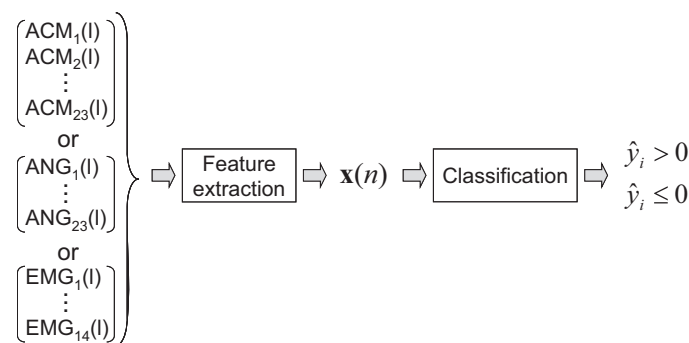 ACM₁(l)
ACM₂(l)
⋮
ACM₂₃(l)
or
ANG₁(l)
⋮
ANG₂₃(l)
or
EMG₁(l)
⋮
EMG₁₄(l)
Feature
extraction
x(n)
Classification
ŷᵢ > 0
ŷᵢ ≤ 0